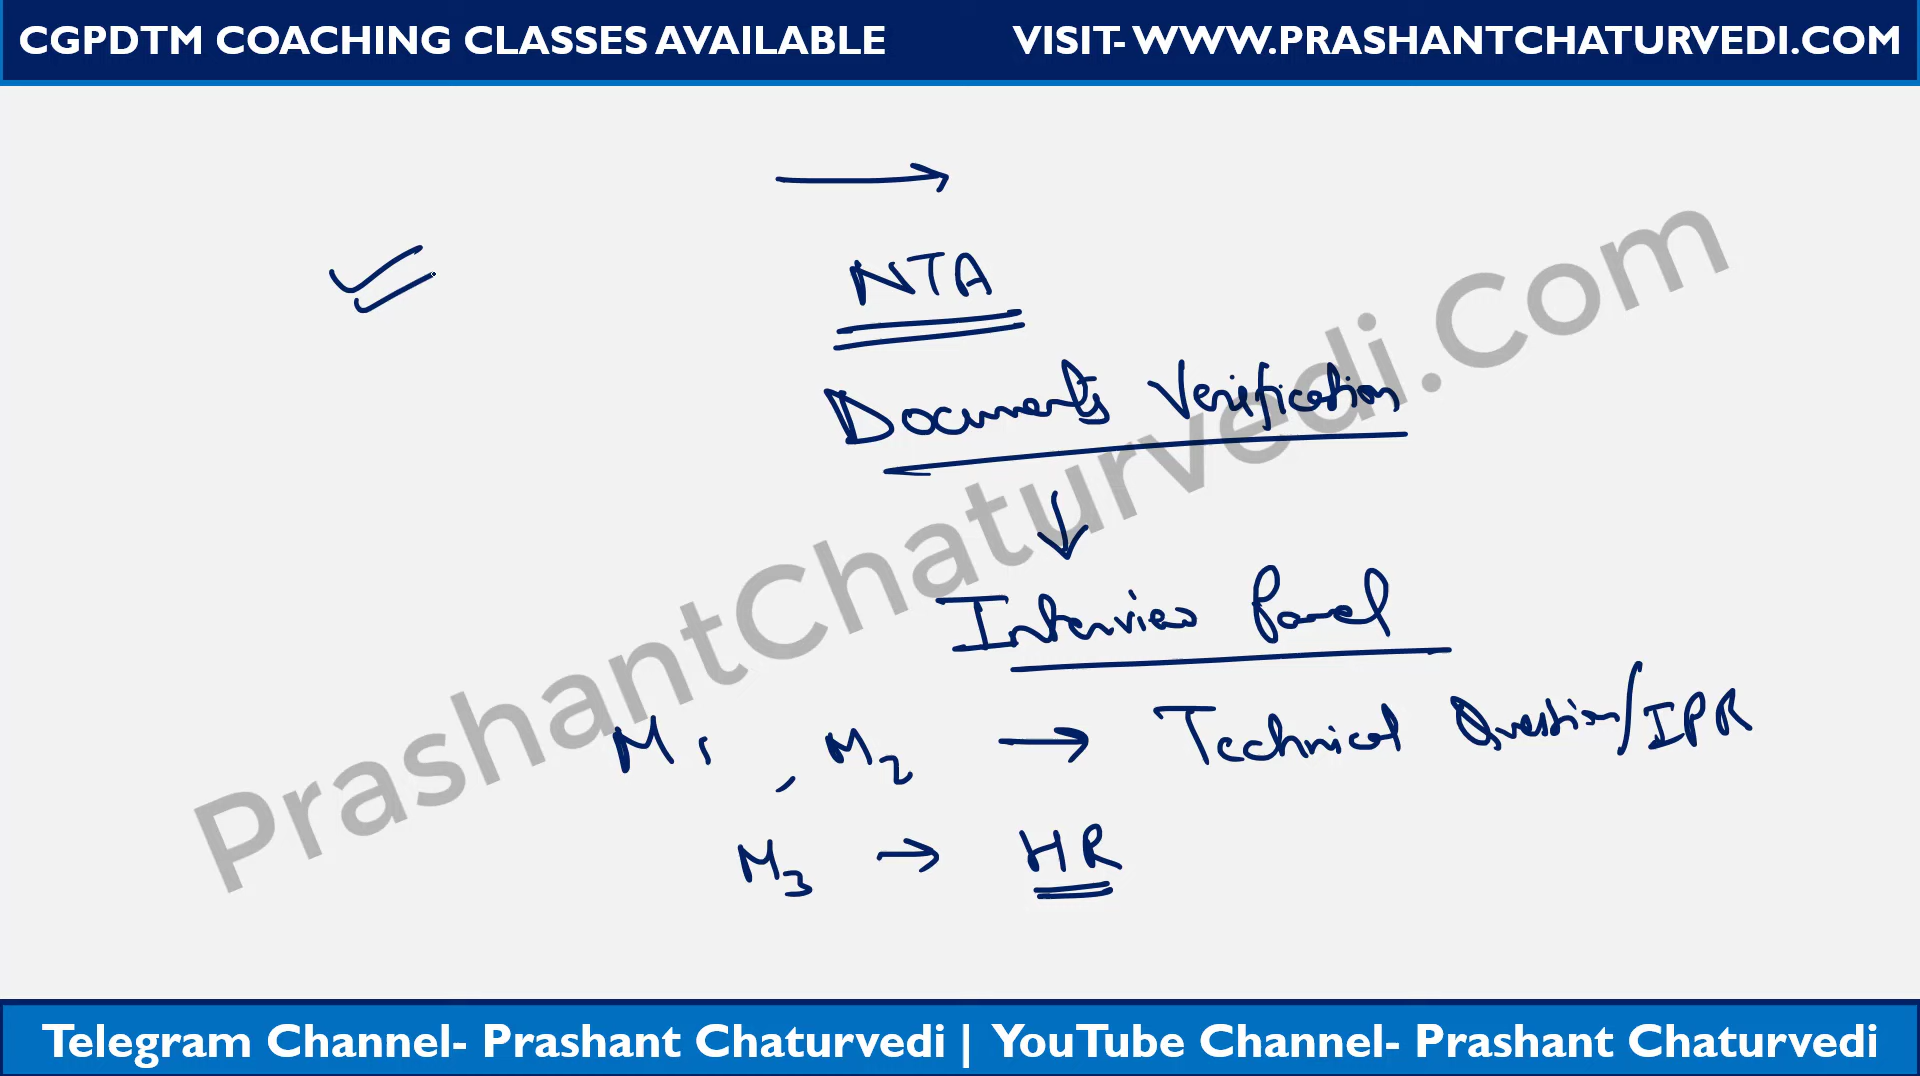 CGPDTM COACHING CLASSES AVAILABLE VISIT- WWW.PRASHANTCHATURVEDI.COM
NTA
Documents Verification
Interview Panel
M1, M2 → Technical Question/IPR
M3 → HR
PrashantChaturvedi.Com
Telegram Channel- Prashant Chaturvedi | YouTube Channel- Prashant Chaturvedi